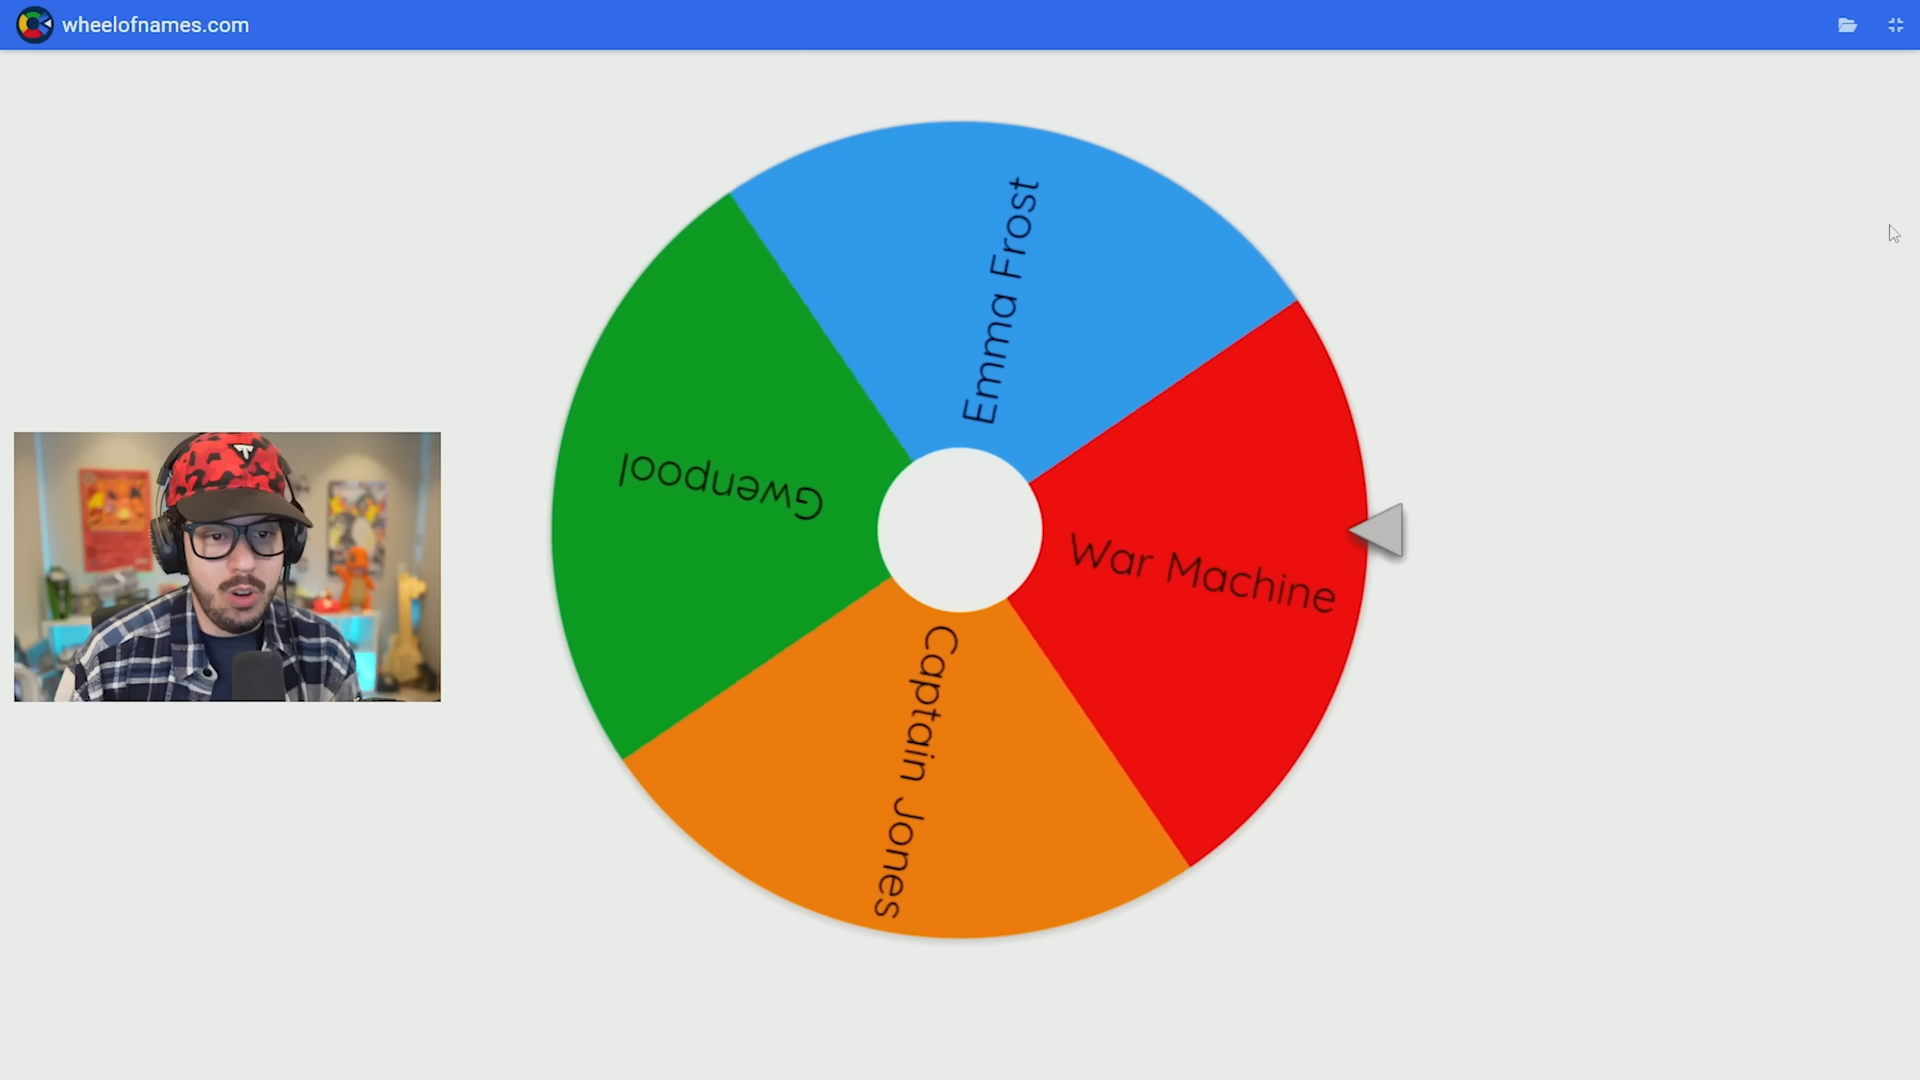 wheelofnames.com
Emma Frost
Gwenpool
War Machine
Captain Jones